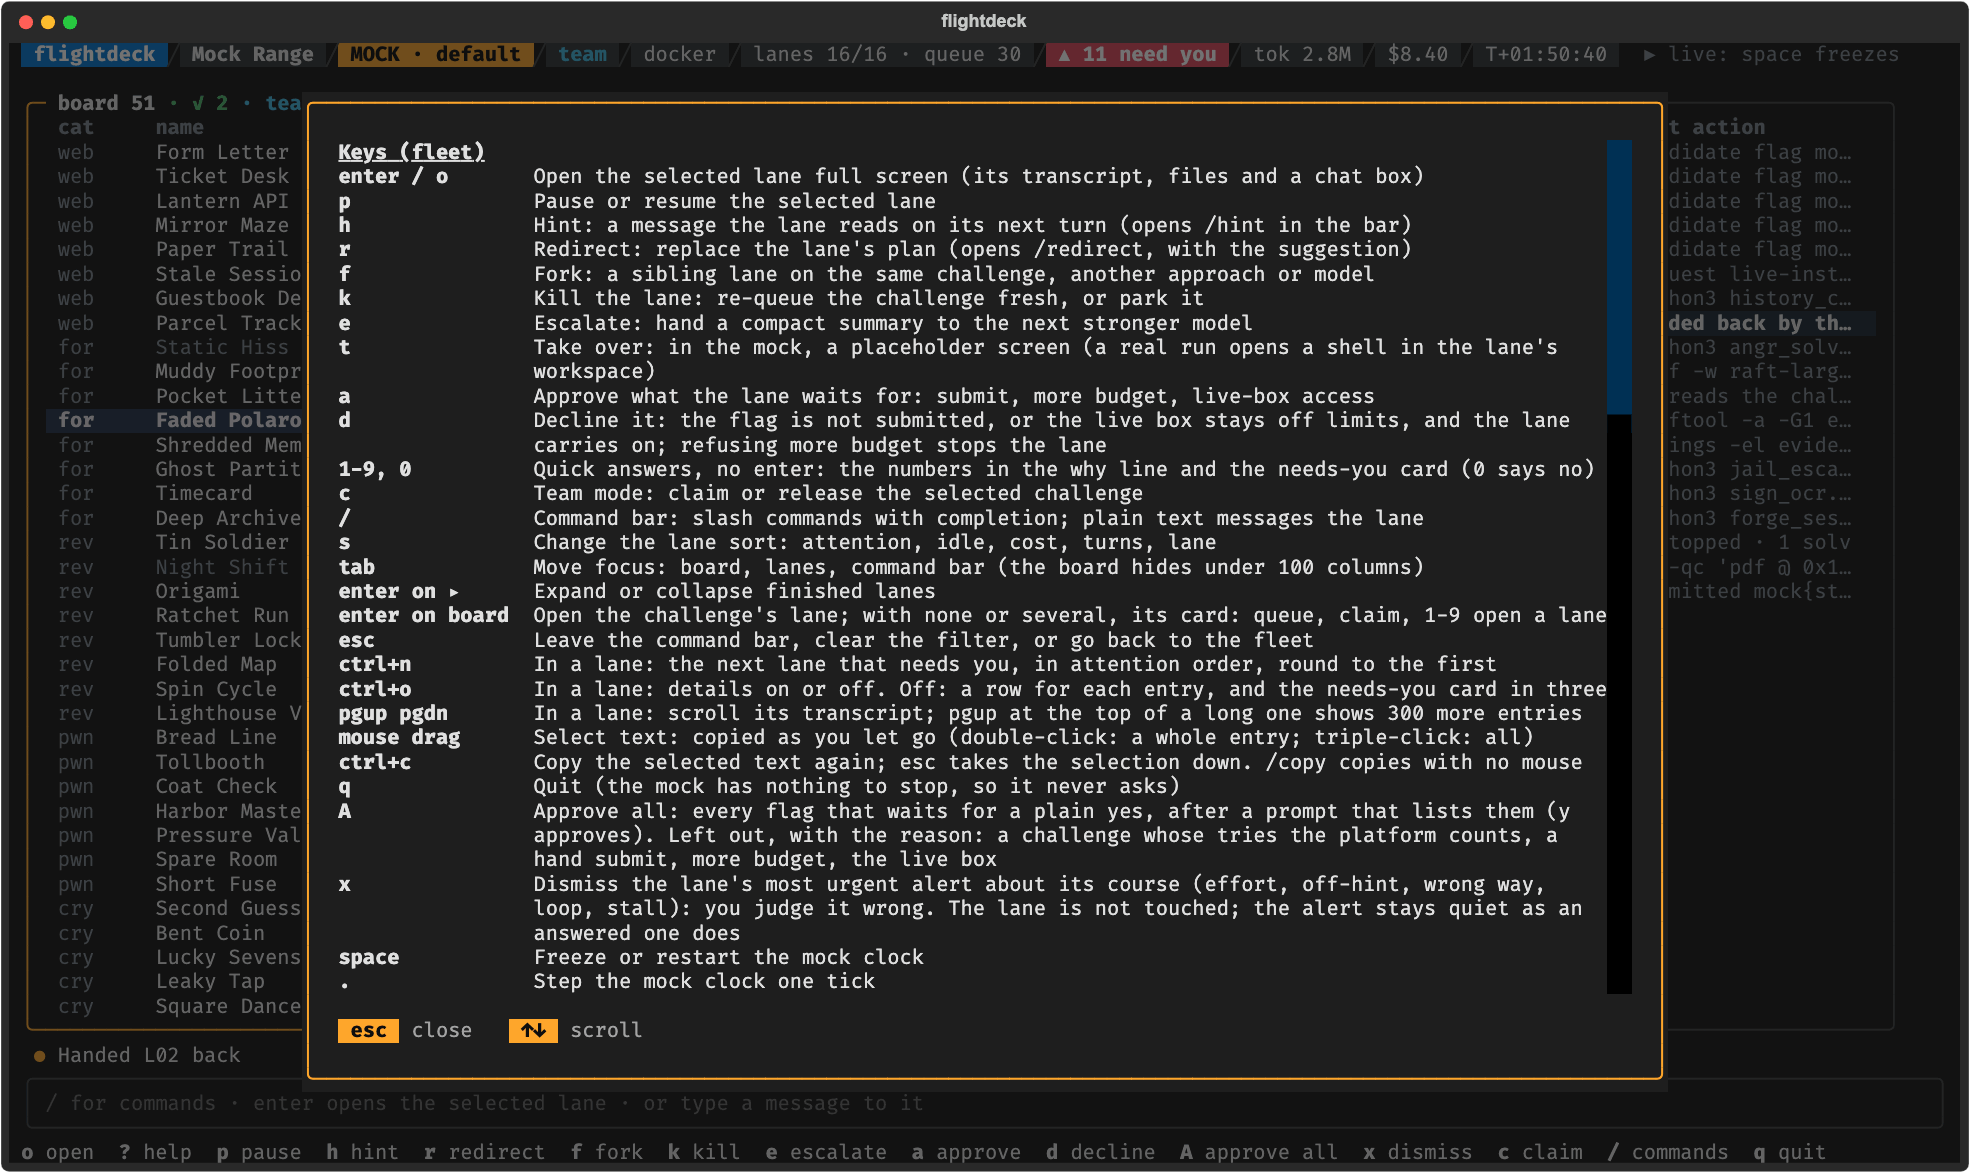 flightdeck
flightdeck / Mock Range / MOCK · default / team / docker / lanes 16/16 · queue 30 / ▲ 11 need you / tok 2.8M / $8.40 / T+01:50:40 / ▶ live: space freezes
board 51 · √ 2 · tea
cat name
t action
web Form Letter
didate flag mo…
web Ticket Desk
didate flag mo…
web Lantern API
didate flag mo…
web Mirror Maze
didate flag mo…
web Paper Trail
didate flag mo…
web Stale Sessio
uest live-inst…
web Guestbook De
hon3 history_c…
web Parcel Track
ded back by th…
for Static Hiss
hon3 angr_solv…
for Muddy Footpr
f -w raft-larg…
for Pocket Litte
reads the chal…
for Faded Polaro
ftool -a -G1 e…
for Shredded Mem
ings -el evide…
for Ghost Partit
hon3 jail_esca…
for Timecard
hon3 sign_ocr.…
for Deep Archive
hon3 forge_ses…
rev Tin Soldier
topped · 1 solv
rev Night Shift
-qc 'pdf @ 0x1…
rev Origami
mitted mock{st…
rev Ratchet Run
rev Tumbler Lock
rev Folded Map
rev Spin Cycle
rev Lighthouse V
pwn Bread Line
pwn Tollbooth
pwn Coat Check
pwn Harbor Maste
pwn Pressure Val
pwn Spare Room
pwn Short Fuse
cry Second Guess
cry Bent Coin
cry Lucky Sevens
cry Leaky Tap
cry Square Dance
Keys (fleet)
enter / o Open the selected lane full screen (its transcript, files and a chat box)
p Pause or resume the selected lane
h Hint: a message the lane reads on its next turn (opens /hint in the bar)
r Redirect: replace the lane's plan (opens /redirect, with the suggestion)
f Fork: a sibling lane on the same challenge, another approach or model
k Kill the lane: re-queue the challenge fresh, or park it
e Escalate: hand a compact summary to the next stronger model
t Take over: in the mock, a placeholder screen (a real run opens a shell in the lane's
workspace)
a Approve what the lane waits for: submit, more budget, live-box access
d Decline it: the flag is not submitted, or the live box stays off limits, and the lane
carries on; refusing more budget stops the lane
1-9, 0 Quick answers, no enter: the numbers in the why line and the needs-you card (0 says no)
c Team mode: claim or release the selected challenge
/ Command bar: slash commands with completion; plain text messages the lane
s Change the lane sort: attention, idle, cost, turns, lane
tab Move focus: board, lanes, command bar (the board hides under 100 columns)
enter on ▸ Expand or collapse finished lanes
enter on board Open the challenge's lane; with none or several, its card: queue, claim, 1-9 open a lane
esc Leave the command bar, clear the filter, or go back to the fleet
ctrl+n In a lane: the next lane that needs you, in attention order, round to the first
ctrl+o In a lane: details on or off. Off: a row for each entry, and the needs-you card in three
pgup pgdn In a lane: scroll its transcript; pgup at the top of a long one shows 300 more entries
mouse drag Select text: copied as you let go (double-click: a whole entry; triple-click: all)
ctrl+c Copy the selected text again; esc takes the selection down. /copy copies with no mouse
q Quit (the mock has nothing to stop, so it never asks)
A Approve all: every flag that waits for a plain yes, after a prompt that lists them (y
approves). Left out, with the reason: a challenge whose tries the platform counts, a
hand submit, more budget, the live box
x Dismiss the lane's most urgent alert about its course (effort, off-hint, wrong way,
loop, stall): you judge it wrong. The lane is not touched; the alert stays quiet as an
answered one does
space Freeze or restart the mock clock
. Step the mock clock one tick
esc close ↑↓ scroll
● Handed L02 back
/ for commands · enter opens the selected lane · or type a message to it
o open ? help p pause h hint r redirect f fork k kill e escalate a approve d decline A approve all x dismiss c claim / commands q quit